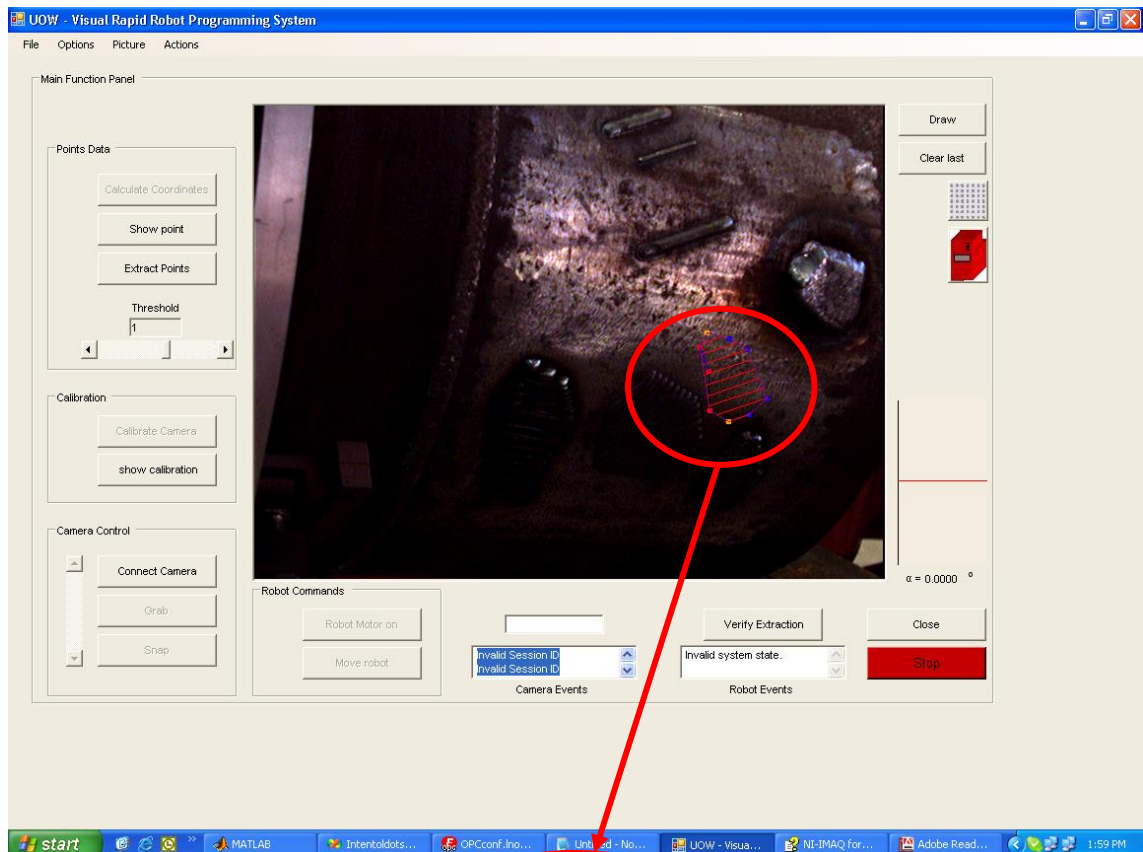 UOW - Visual Rapid Robot Programming System
File Options Picture Actions
Main Function Panel
Points Data
Calculate Coordinates
Show point
Extract Points
Threshold
1
Calibration
Calibrate Camera
show calibration
Camera Control
Connect Camera
Grab
Snap
Draw
Clear last
α = 0.0000 °
Robot Commands
Robot Motor on
Move robot
Invalid Session ID
Invalid Session ID
Camera Events
Verify Extraction
Invalid system state.
Robot Events
Close
Stop
start » MATLAB Intentoldots... OPCconf.lno... Untitled - No... UOW - Visua... NI-IMAQ for... Adobe Read... 1:59 PM